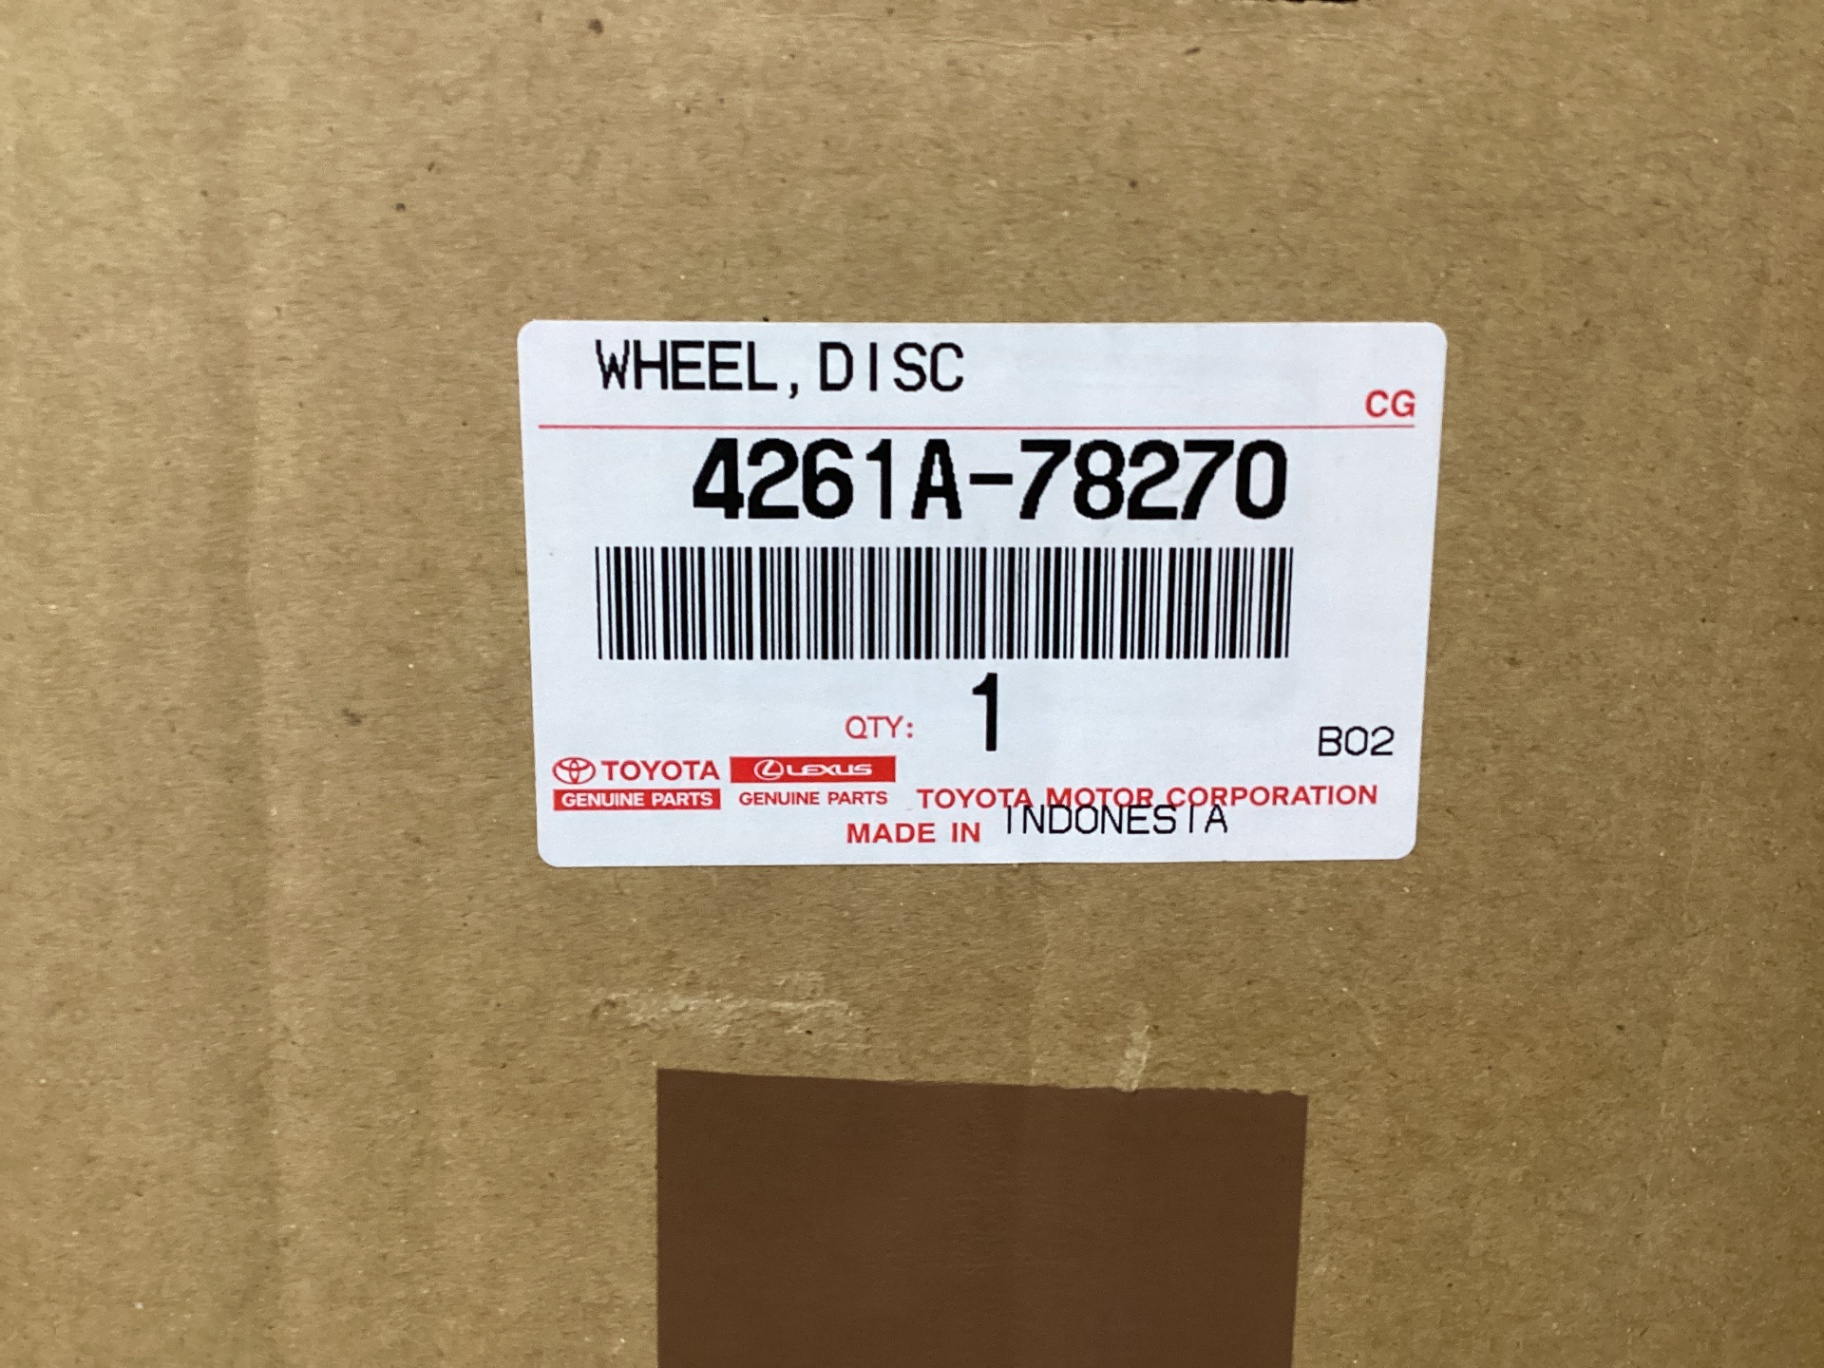 WHEEL,DISC
CG
4261A-78270
QTY: 1
B02
TOYOTA LEXUS
GENUINE PARTS GENUINE PARTS TOYOTA MOTOR CORPORATION
MADE IN INDONESIA